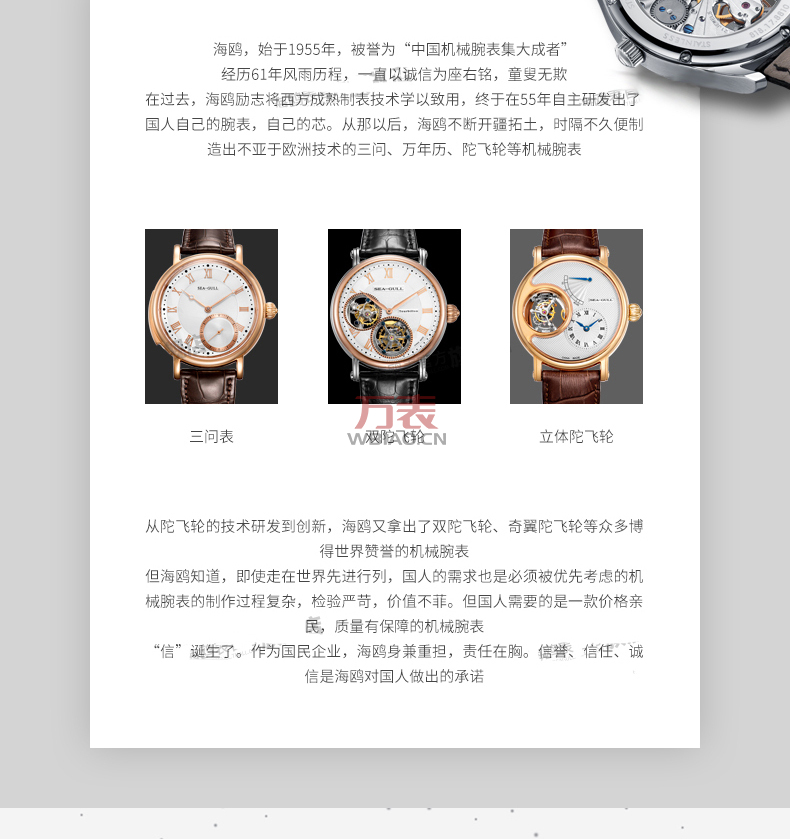 海鸥，始于1955年，被誉为“中国机械腕表集大成者”
经历61年风雨历程，一直以诚信为座右铭，童叟无欺
在过去，海鸥励志将西方成熟制表技术学以致用，终于在55年自主研发出了
国人自己的腕表，自己的芯。从那以后，海鸥不断开疆拓土，时隔不久便制
造出不亚于欧洲技术的三问、万年历、陀飞轮等机械腕表
SEA-GULL
SEA-GULL
SEA-GULL
万表
WBIAO.CN
三问表
双陀飞轮
立体陀飞轮
从陀飞轮的技术研发到创新，海鸥又拿出了双陀飞轮、奇翼陀飞轮等众多博
得世界赞誉的机械腕表
但海鸥知道，即使走在世界先进行列，国人的需求也是必须被优先考虑的机
械腕表的制作过程复杂，检验严苛，价值不菲。但国人需要的是一款价格亲
民，质量有保障的机械腕表
“信”诞生了。作为国民企业，海鸥身兼重担，责任在胸。信誉、信任、诚
信是海鸥对国人做出的承诺